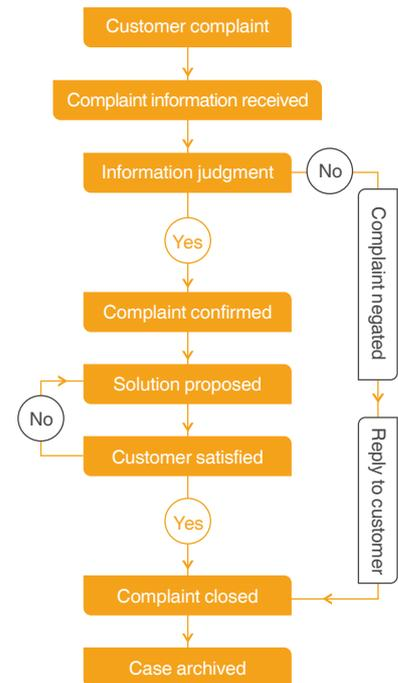 Customer complaint
Complaint information received
Information judgment
No
Yes
Complaint negated
Complaint confirmed
Solution proposed
No
Customer satisfied
Reply to customer
Yes
Complaint closed
Case archived